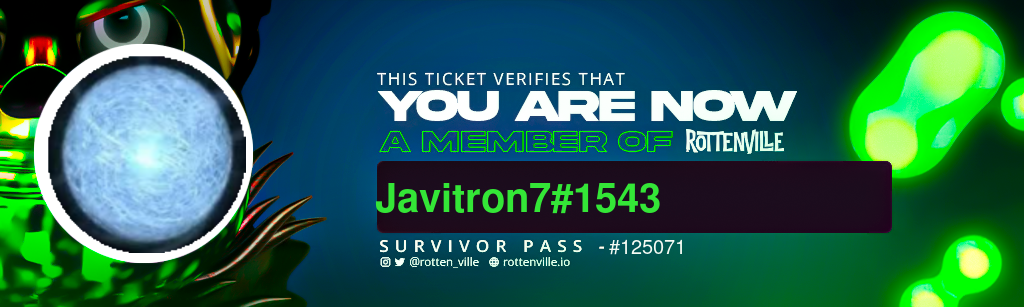 THIS TICKET VERIFIES THAT
YOU ARE NOW
A MEMBER OF ROTTENVILLE
Javitron7#1543
SURVIVOR PASS - #125071
@rotten_ville rottenville.io